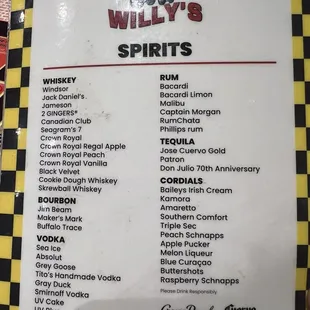 WILLY'S
SPIRITS
WHISKEY
Windsor
Jack Daniel's
Jameson
2 GINGERS®
Canadian Club
Seagram's 7
Crown Royal
Crown Royal Regal Apple
Crown Royal Peach
Crown Royal Vanilla
Black Velvet
Cookie Dough Whiskey
Skrewball Whiskey
BOURBON
Jim Beam
Maker's Mark
Buffalo Trace
VODKA
Sea Ice
Absolut
Grey Goose
Tito's Handmade Vodka
Gray Duck
Smirnoff Vodka
UV Cake
RUM
Bacardi
Bacardi Limon
Malibu
Captain Morgan
RumChata
Phillips rum
TEQUILA
Jose Cuervo Gold
Patron
Don Julio 70th Anniversary
CORDIALS
Baileys Irish Cream
Kamora
Amaretto
Southern Comfort
Triple Sec
Peach Schnapps
Apple Pucker
Melon Liqueur
Blue Curaçao
Buttershots
Raspberry Schnapps
Please Drink Responsibly.